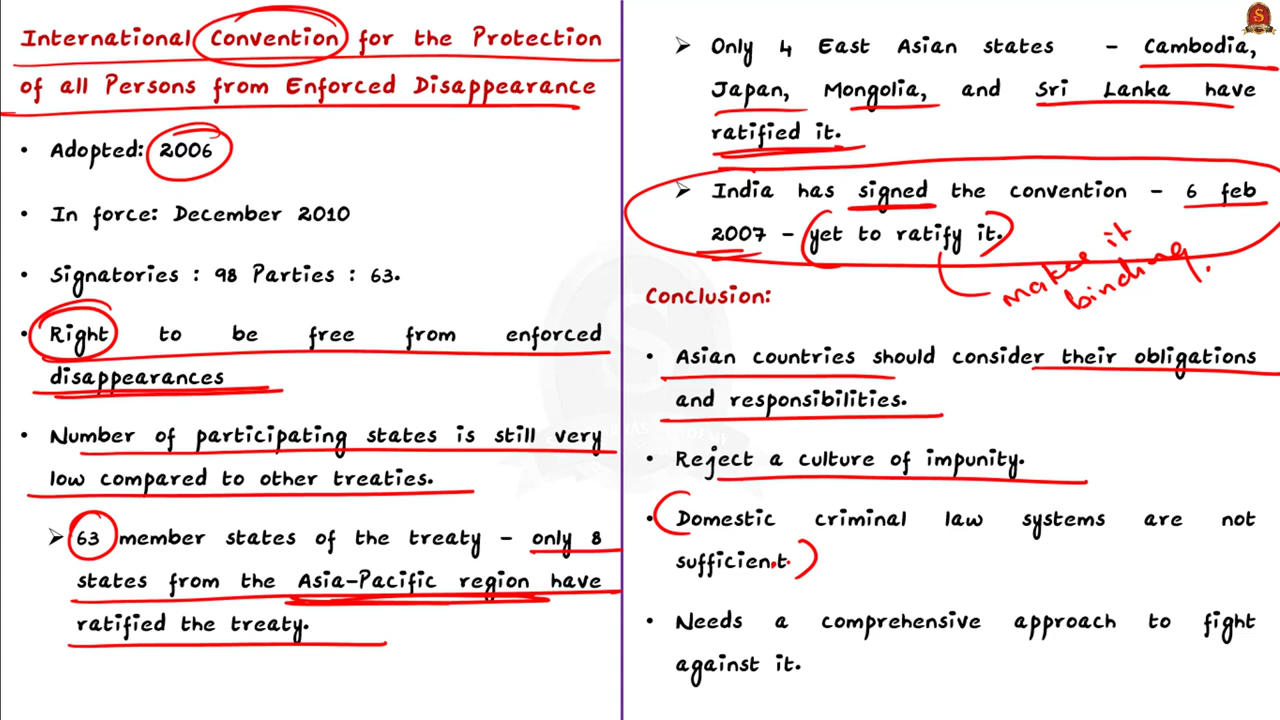 International Convention for the Protection
of all Persons from Enforced Disappearance
• Adopted: 2006
• In force: December 2010
• Signatories : 98 Parties : 63.
• Right to be free from enforced
disappearances
• Number of participating states is still very
low compared to other treaties.
➢ 63 member states of the treaty – only 8
states from the Asia-Pacific region have
ratified the treaty.
➢ Only 4 East Asian states – Cambodia,
Japan, Mongolia, and Sri Lanka have
ratified it.
➢ India has signed the convention – 6 feb
2007 – yet to ratify it.
makes it
binding.
Conclusion:
• Asian countries should consider their obligations
and responsibilities.
• Reject a culture of impunity.
• Domestic criminal law systems are not
sufficient.
• Needs a comprehensive approach to fight
against it.